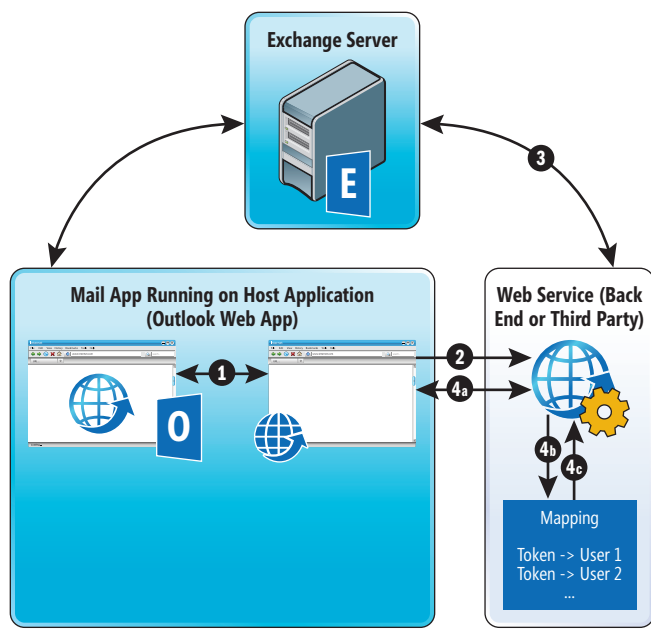 Exchange Server
E
3
Mail App Running on Host Application
(Outlook Web App)
Web Service (Back
End or Third Party)
1
2
4a
O
4b
4c
Mapping
Token -> User 1
Token -> User 2
...